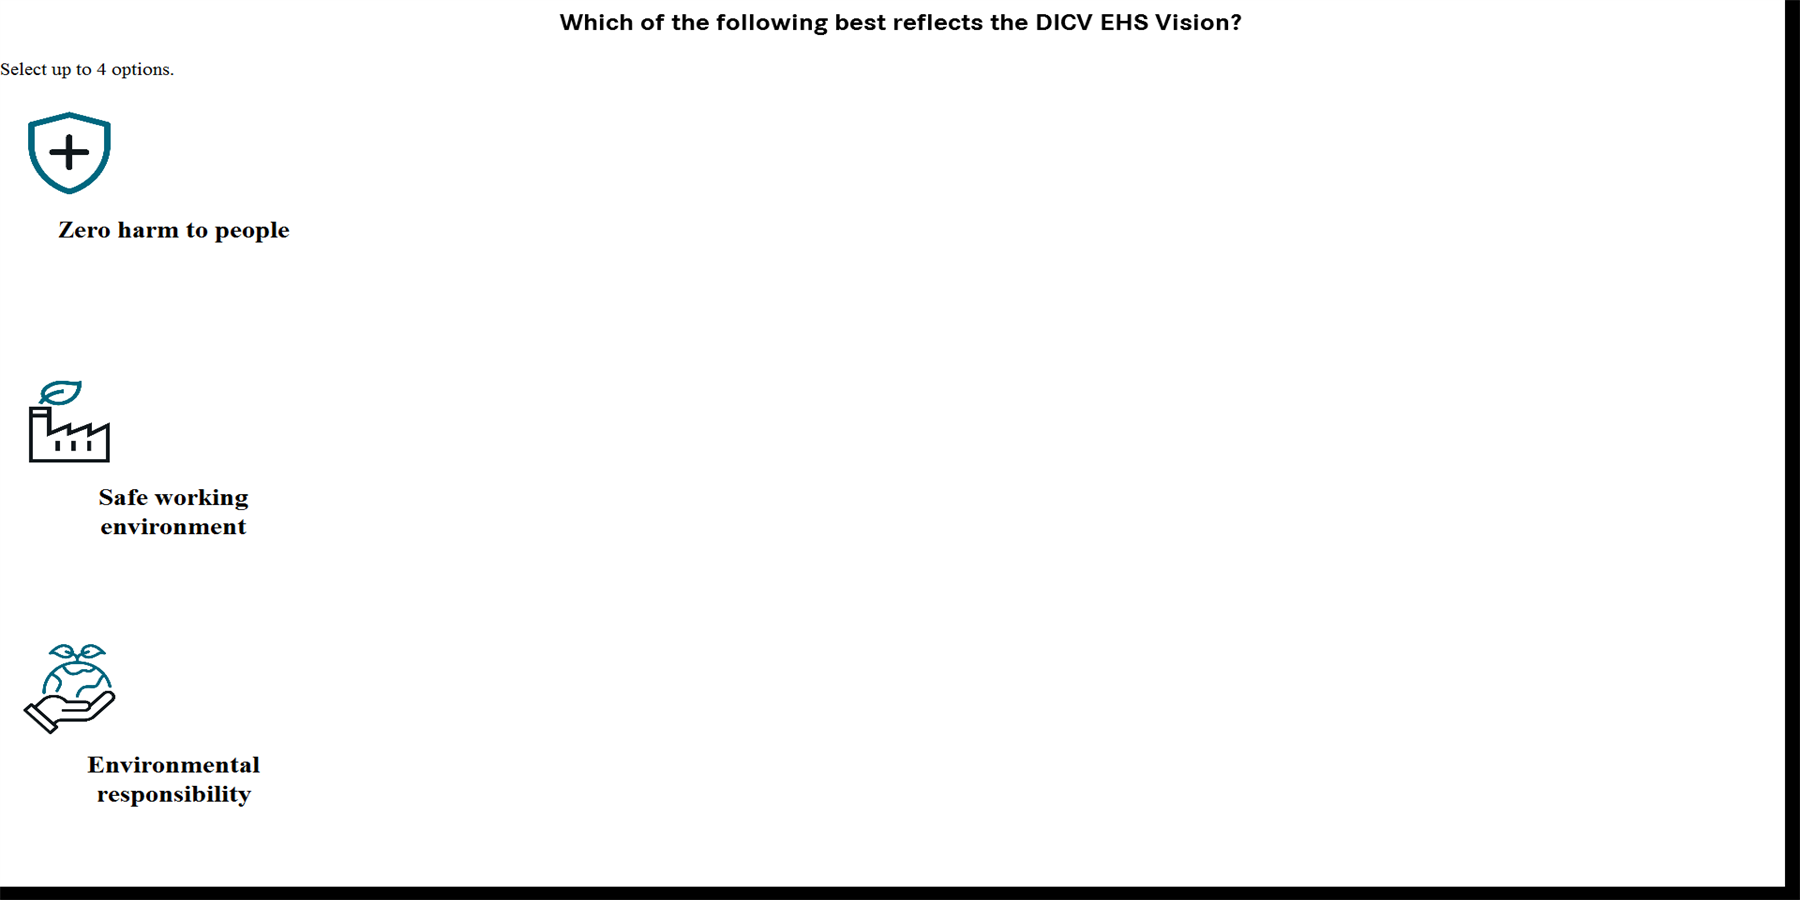 Which of the following best reflects the DICV EHS Vision?
Select up to 4 options.
Zero harm to people
Safe working
environment
Environmental
responsibility